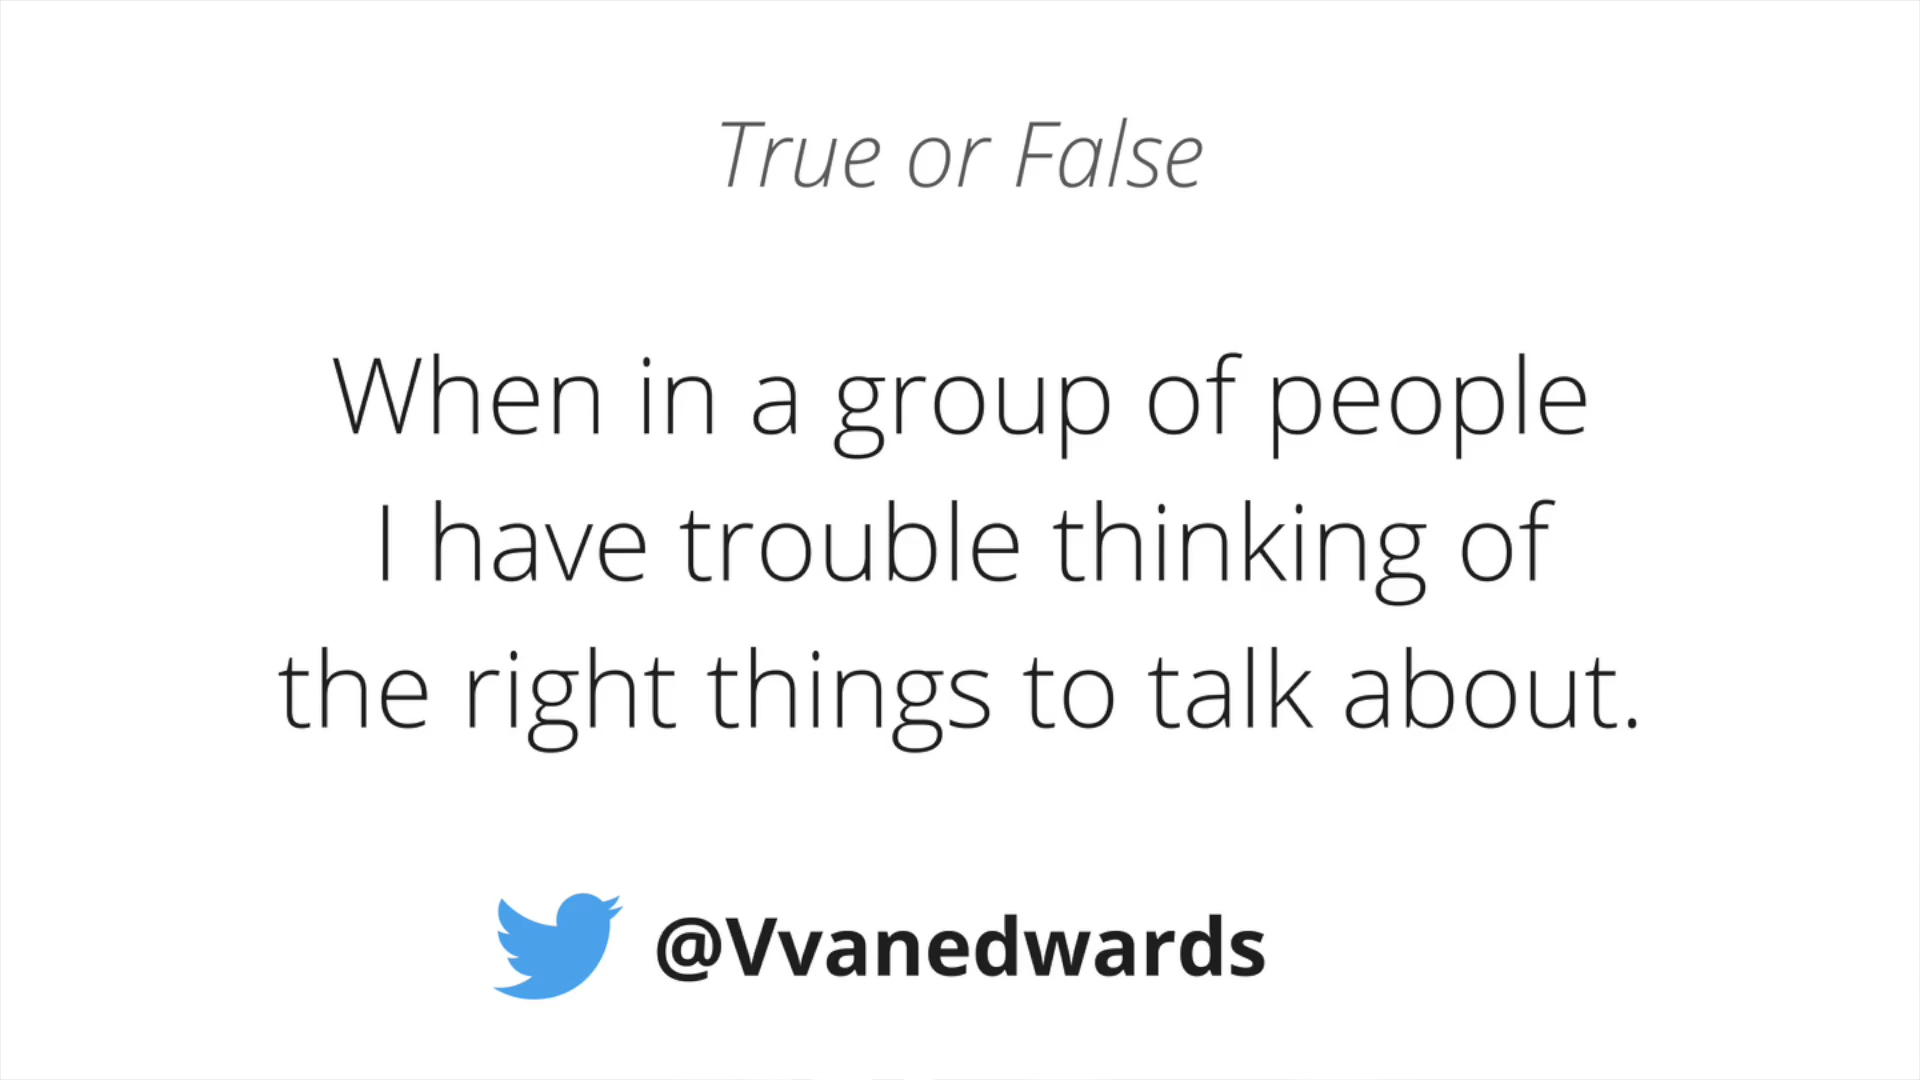 True or False
When in a group of people
I have trouble thinking of
the right things to talk about.
@Vvanedwards